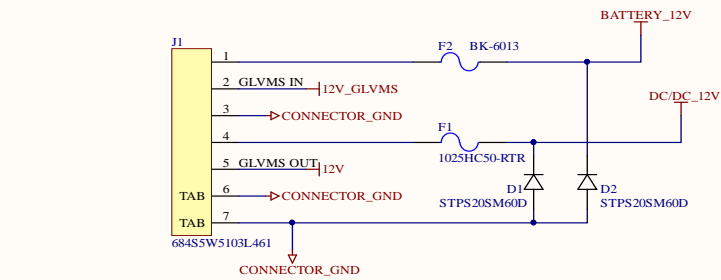 BATTERY_12V
J1
F2 BK-6013
1
2 GLVMS IN 12V_GLVMS
DC/DC_12V
3 CONNECTOR_GND
F1
4
1025HC50-RTR
5 GLVMS OUT 12V
TAB 6 CONNECTOR_GND
D1 D2
STPS20SM60D STPS20SM60D
TAB 7
684S5W5103L461
CONNECTOR_GND